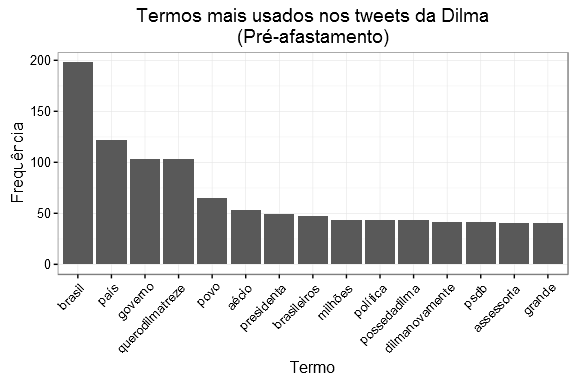 Termos mais usados nos tweets da Dilma
(Pré-afastamento)
Frequência
200
150
100
50
0
brasil
país
governo
querodilmatreze
povo
aécio
presidenta
brasileiros
milhões
política
possedadilma
dilmanovamente
psdb
assessoria
grande
Termo